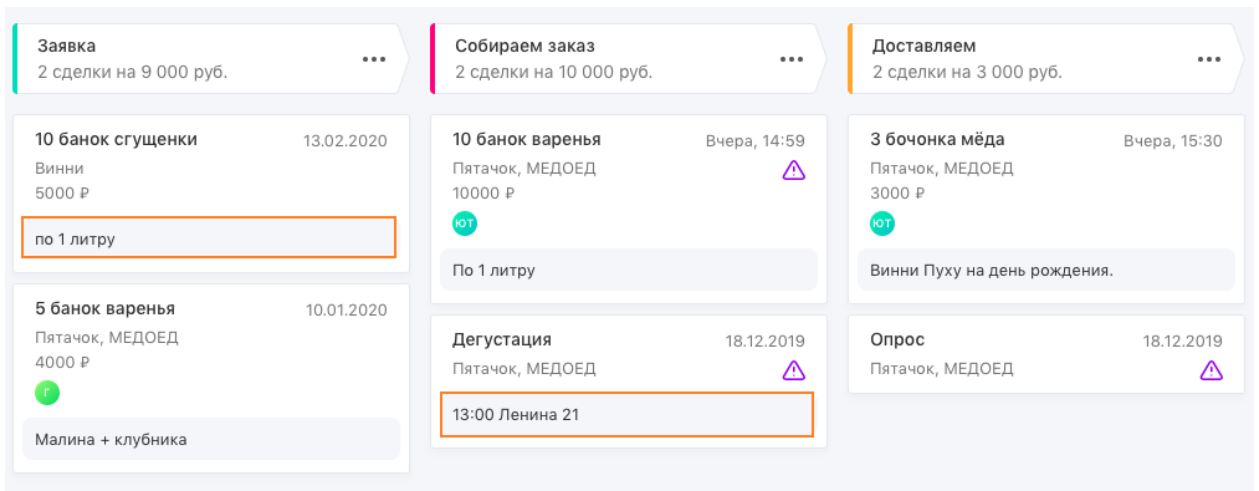 Заявка
2 сделки на 9 000 руб.
10 банок сгущенки
13.02.2020
Винни
5000 ₽
по 1 литру
5 банок варенья
10.01.2020
Пятачок, МЕДОЕД
4000 ₽
Г
Малина + клубника
Собираем заказ
2 сделки на 10 000 руб.
10 банок варенья
Вчера, 14:59
Пятачок, МЕДОЕД
10000 ₽
ЮТ
По 1 литру
Дегустация
18.12.2019
Пятачок, МЕДОЕД
13:00 Ленина 21
Доставляем
2 сделки на 3 000 руб.
3 бочонка мёда
Вчера, 15:30
Пятачок, МЕДОЕД
3000 ₽
ЮТ
Винни Пуху на день рождения.
Опрос
18.12.2019
Пятачок, МЕДОЕД